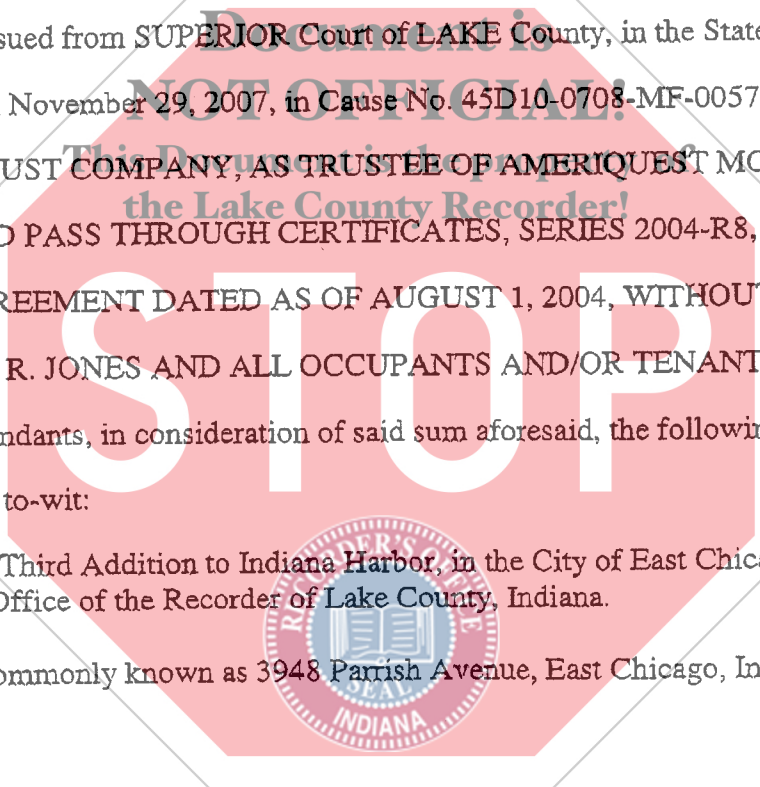 Document is
sued from SUPERIOR Court of LAKE County, in the State
NOT OFFICIAL!
November 29, 2007, in Cause No. 45D10-0708-MF-0057
This Document is the property of
UST COMPANY, AS TRUSTEE OF AMERIQUEST MO
the Lake County Recorder!
D PASS THROUGH CERTIFICATES, SERIES 2004-R8,
REEMENT DATED AS OF AUGUST 1, 2004, WITHOUT
STOP
R. JONES AND ALL OCCUPANTS AND/OR TENANT
ndants, in consideration of said sum aforesaid, the followin
to-wit:
Third Addition to Indiana Harbor, in the City of East Chica
Office of the Recorder of Lake County, Indiana.
ommonly known as 3948 Parrish Avenue, East Chicago, In
RECORDER'S OFFICE
SEAL
INDIANA